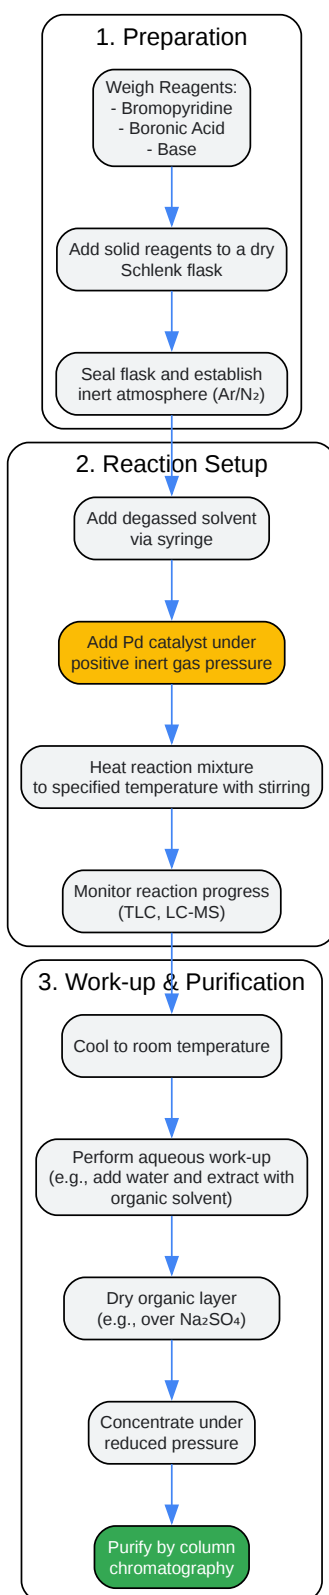 1. Preparation
Weigh Reagents:
- Bromopyridine
- Boronic Acid
- Base
Add solid reagents to a dry
Schlenk flask
Seal flask and establish
inert atmosphere (Ar/N₂)
2. Reaction Setup
Add degassed solvent
via syringe
Add Pd catalyst under
positive inert gas pressure
Heat reaction mixture
to specified temperature with stirring
Monitor reaction progress
(TLC, LC-MS)
3. Work-up & Purification
Cool to room temperature
Perform aqueous work-up
(e.g., add water and extract with
organic solvent)
Dry organic layer
(e.g., over Na₂SO₄)
Concentrate under
reduced pressure
Purify by column
chromatography